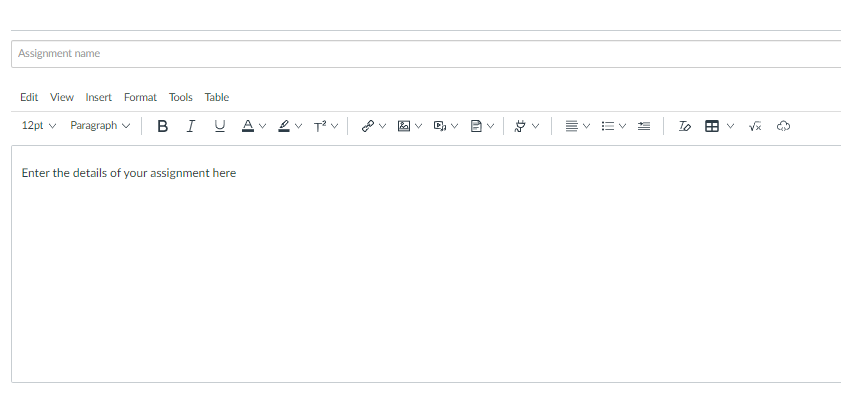 Assignment name
Edit View Insert Format Tools Table
12pt Paragraph B I U A T²
Enter the details of your assignment here